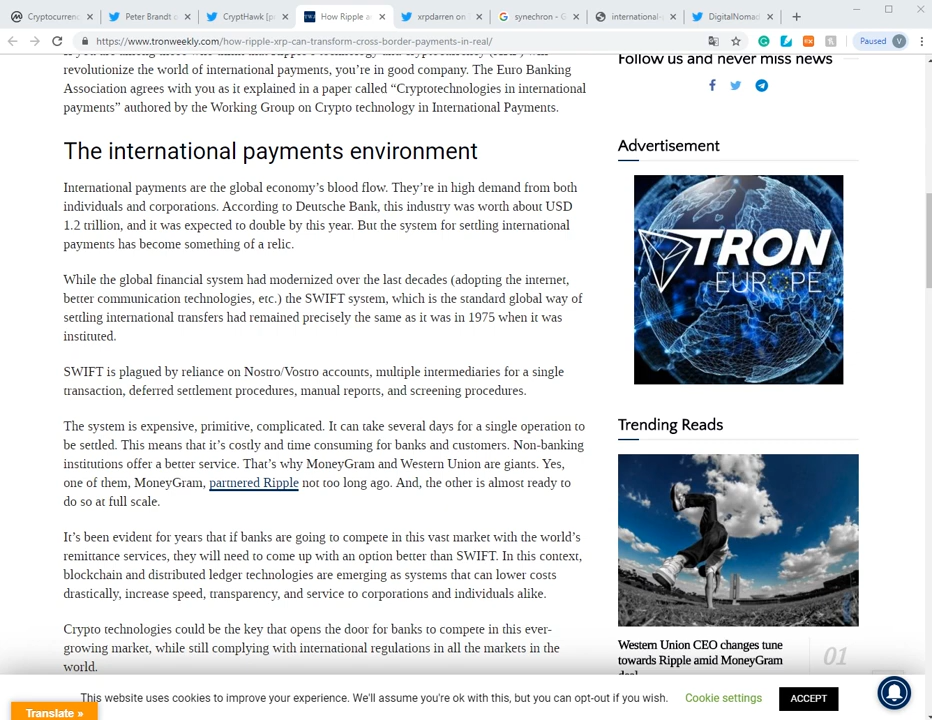 Cryptocurrenc
Peter Brandt o
CryptHawk [p
How Ripple a
xrpdarren on
synechron - G
international-
DigitalNomad
https://www.tronweekly.com/how-ripple-xrp-can-transform-cross-border-payments-in-real/
Paused
V
revolutionize the world of international payments, you're in good company. The Euro Banking
Association agrees with you as it explained in a paper called “Cryptotechnologies in international
payments” authored by the Working Group on Crypto technology in International Payments.
The international payments environment
International payments are the global economy's blood flow. They're in high demand from both
individuals and corporations. According to Deutsche Bank, this industry was worth about USD
1.2 trillion, and it was expected to double by this year. But the system for settling international
payments has become something of a relic.
While the global financial system had modernized over the last decades (adopting the internet,
better communication technologies, etc.) the SWIFT system, which is the standard global way of
settling international transfers had remained precisely the same as it was in 1975 when it was
instituted.
SWIFT is plagued by reliance on Nostro/Vostro accounts, multiple intermediaries for a single
transaction, deferred settlement procedures, manual reports, and screening procedures.
The system is expensive, primitive, complicated. It can take several days for a single operation to
be settled. This means that it's costly and time consuming for banks and customers. Non-banking
institutions offer a better service. That's why MoneyGram and Western Union are giants. Yes,
one of them, MoneyGram, partnered Ripple not too long ago. And, the other is almost ready to
do so at full scale.
It's been evident for years that if banks are going to compete in this vast market with the world's
remittance services, they will need to come up with an option better than SWIFT. In this context,
blockchain and distributed ledger technologies are emerging as systems that can lower costs
drastically, increase speed, transparency, and service to corporations and individuals alike.
Crypto technologies could be the key that opens the door for banks to compete in this ever-
growing market, while still complying with international regulations in all the markets in the
world.
Follow us and never miss news
Advertisement
TRON
EUROPE
Trending Reads
Western Union CEO changes tune
towards Ripple amid MoneyGram
01
This website uses cookies to improve your experience. We'll assume you're ok with this, but you can opt-out if you wish.
Cookie settings
ACCEPT
Translate »